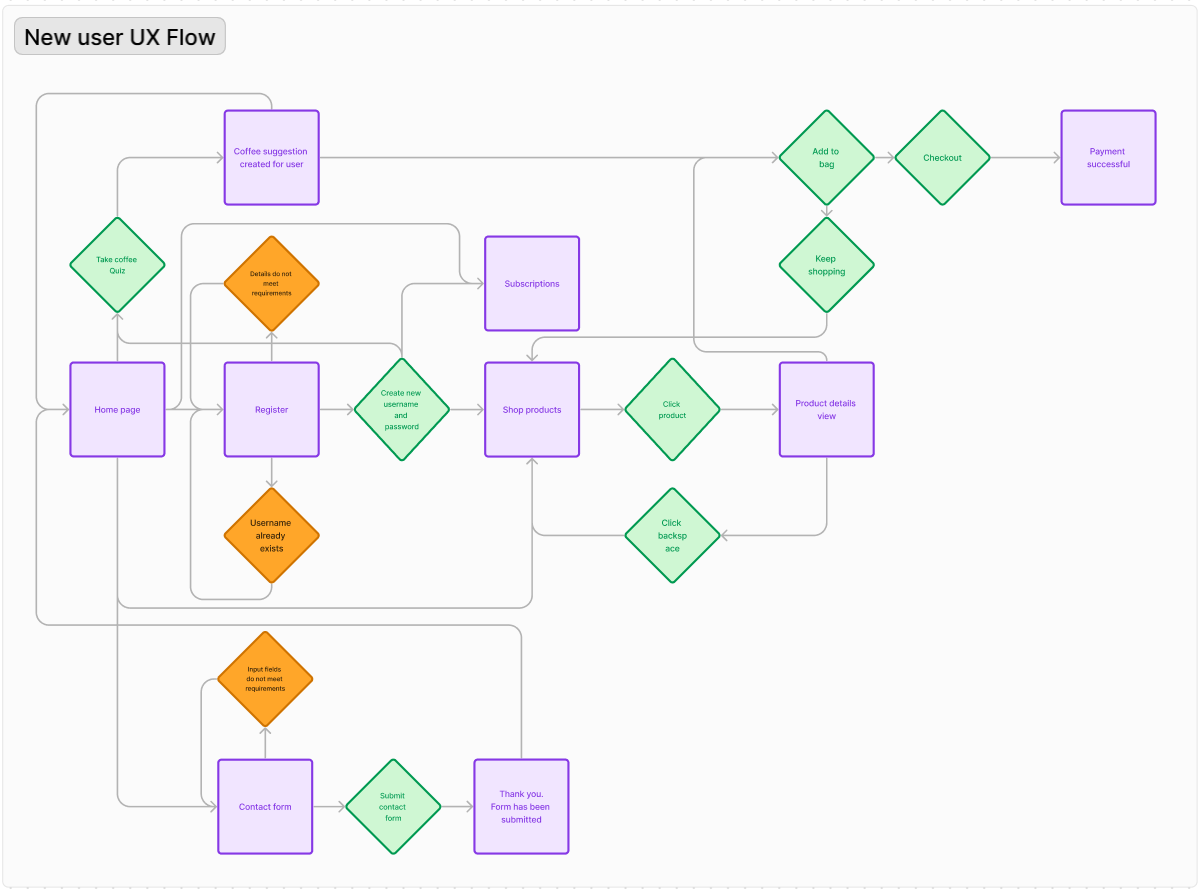 New user UX Flow
Coffee suggestion
created for user
Add to
bag
Checkout
Payment
successful
Take coffee
Quiz
Details do not
meet
requirements
Subscriptions
Keep
shopping
Home page
Register
Create new
username
and
password
Shop products
Click
product
Product details
view
Username
already
exists
Click
backsp
ace
Input fields
do not meet
requirements
Contact form
Submit
contact
form
Thank you.
Form has been
submitted